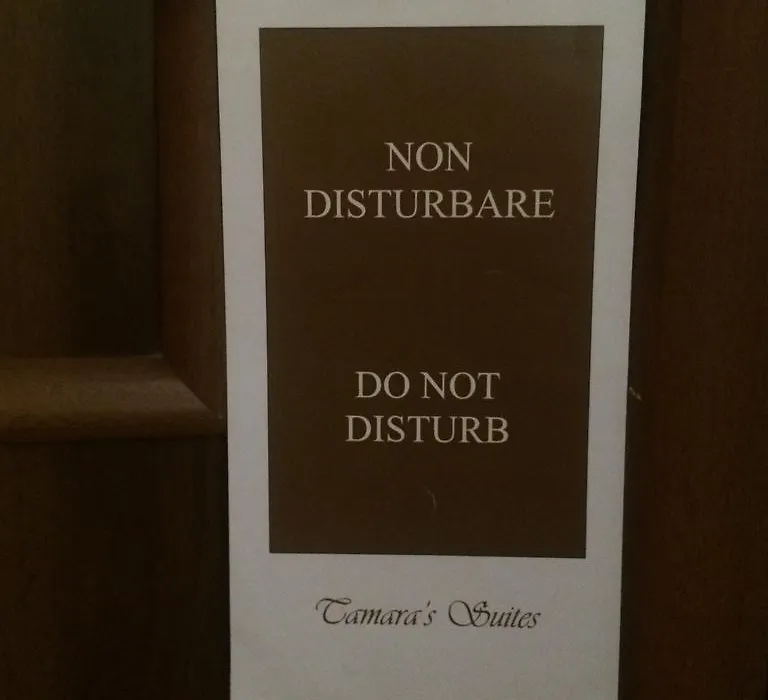 NON
DISTURBARE
DO NOT
DISTURB
Tamara's Suites